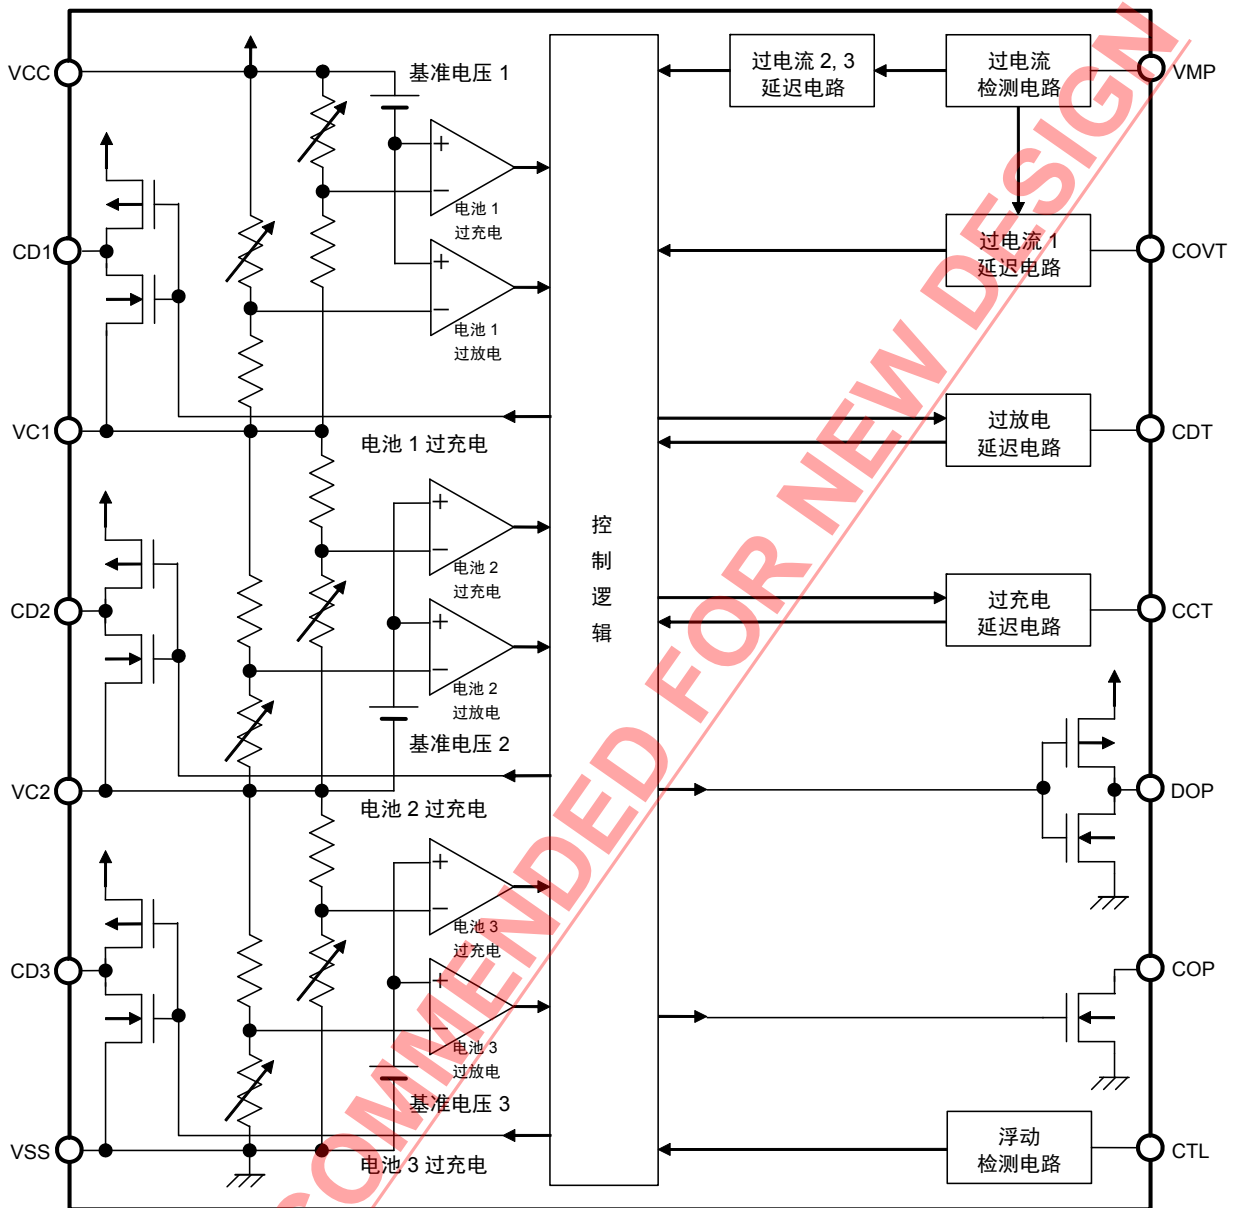 VCC
基准电压 1
过电流 2, 3
延迟电路
过电流
检测电路
VMP
+
−
电池 1
过充电
CD1
+
−
电池 1
过放电
过电流 1
延迟电路
COVT
VC1
电池 1 过充电
过放电
延迟电路
CDT
+
−
电池 2
过充电
控
制
逻
辑
CD2
+
−
电池 2
过放电
过充电
延迟电路
CCT
基准电压 2
VC2
电池 2 过充电
DOP
+
−
电池 3
过充电
CD3
+
−
电池 3
过放电
COP
基准电压 3
VSS
电池 3 过充电
浮动
检测电路
CTL
COMMENDED FOR NEW DESIGN